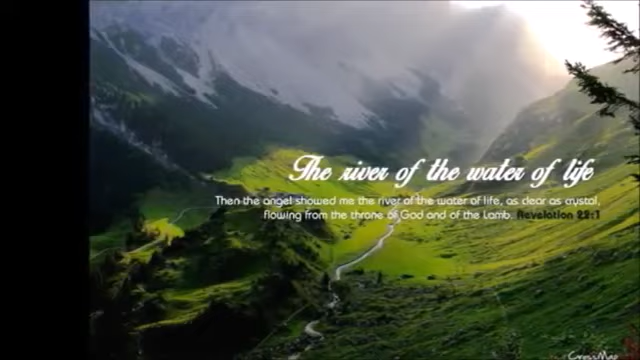 The river of the water of life
Then the angel showed me the river of the water of life, as clear as crystal,
flowing from the throne of God and of the Lamb. Revelation 22:1
CrossMap